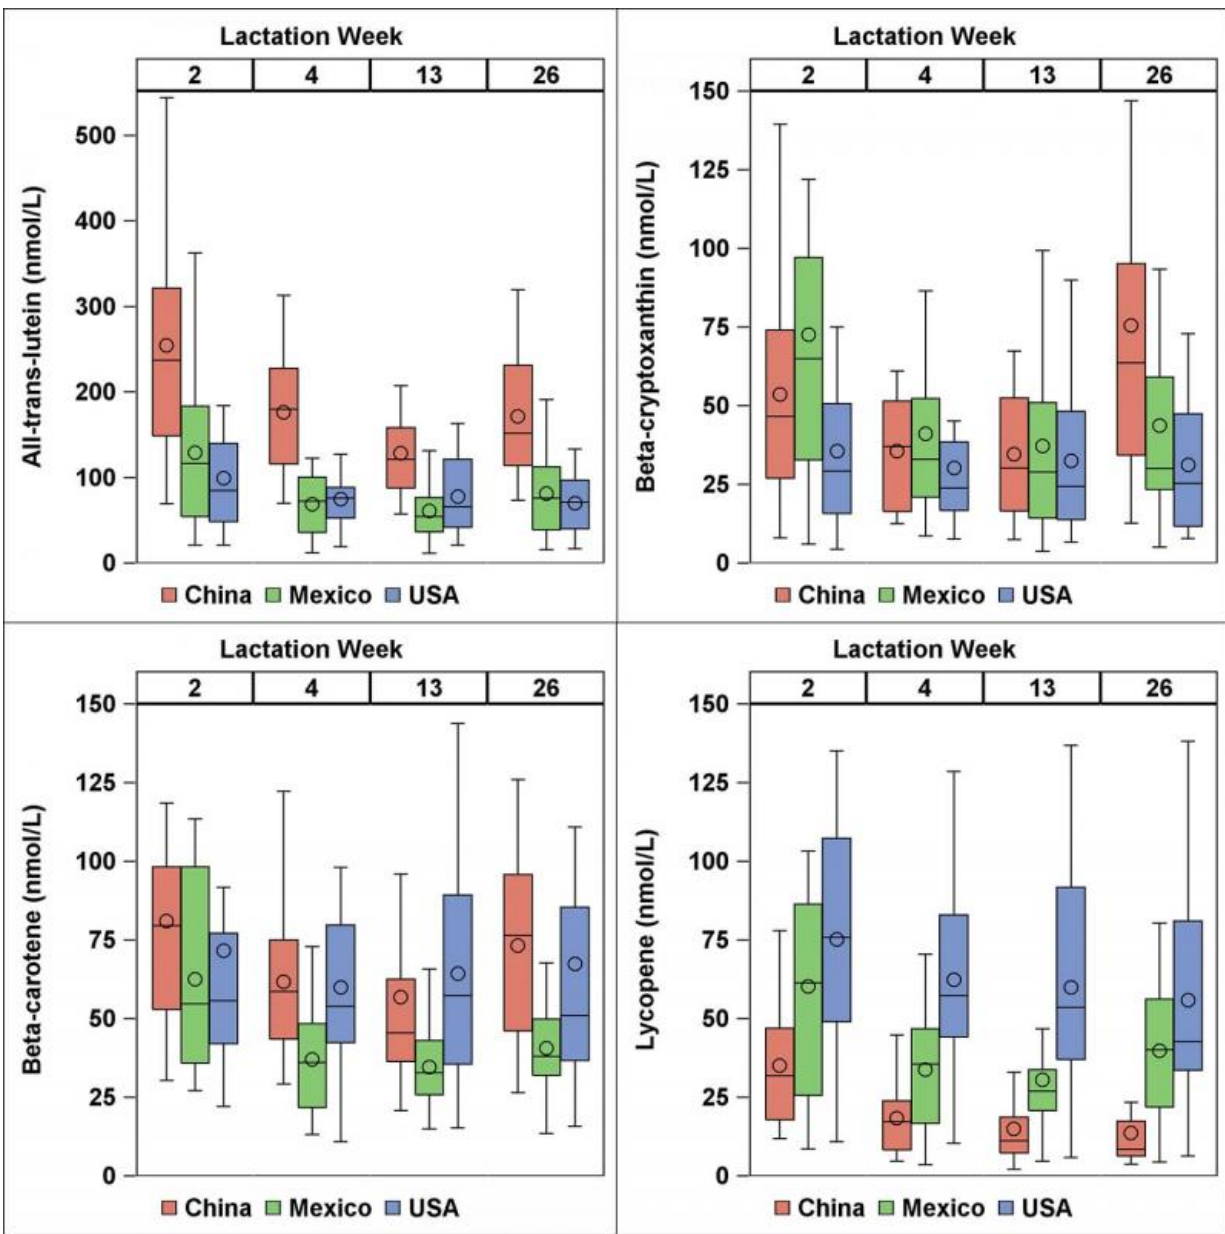 Lactation Week
2 4 13 26
500
400
300
200
100
0
All-trans-lutein (nmol/L)
China Mexico USA
Lactation Week
2 4 13 26
150
125
100
75
50
25
0
Beta-cryptoxanthin (nmol/L)
China Mexico USA
Lactation Week
2 4 13 26
150
125
100
75
50
25
0
Beta-carotene (nmol/L)
China Mexico USA
Lactation Week
2 4 13 26
150
125
100
75
50
25
0
Lycopene (nmol/L)
China Mexico USA